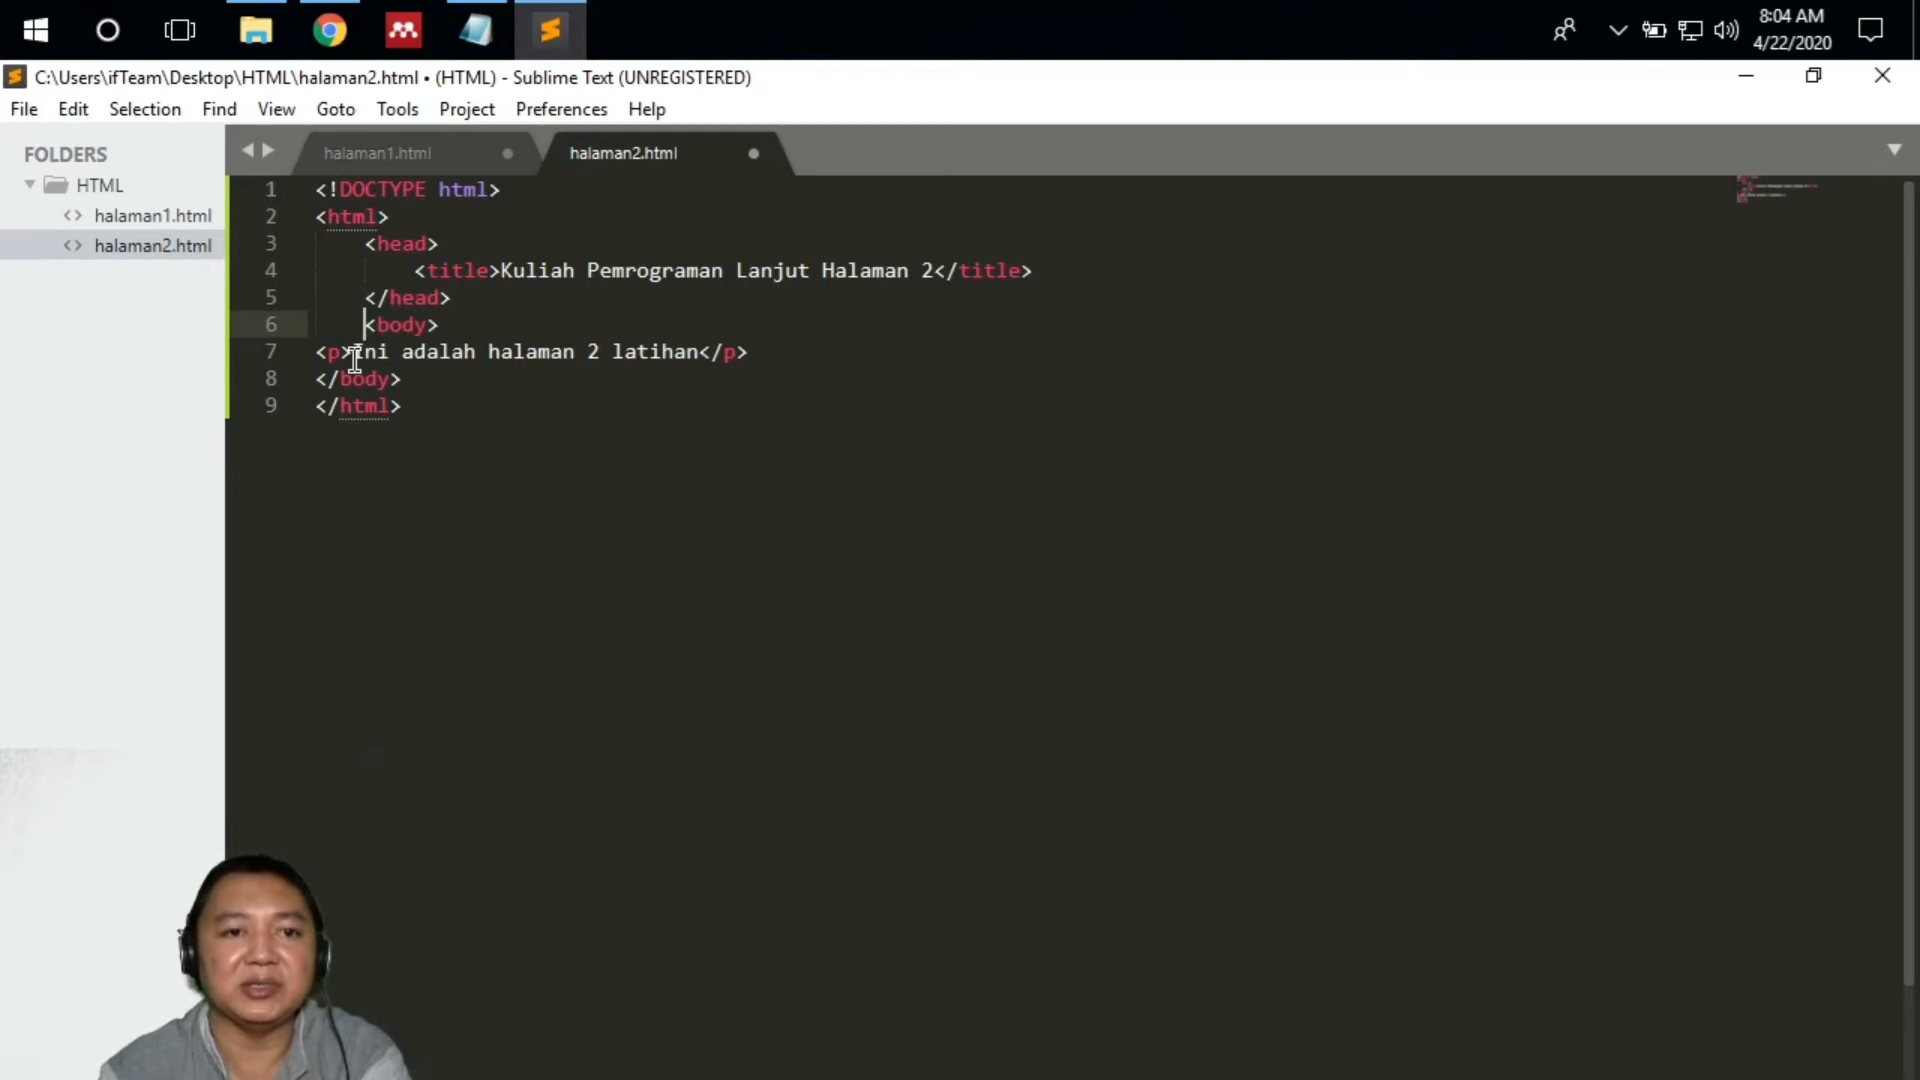 8:04 AM
4/22/2020
C:\Users\ifTeam\Desktop\HTML\halaman2.html • (HTML) - Sublime Text (UNREGISTERED)
File Edit Selection Find View Goto Tools Project Preferences Help
FOLDERS
HTML
halaman1.html
halaman2.html
halaman1.html halaman2.html
1 <!DOCTYPE html>
2 <html>
3 <head>
4 <title>Kuliah Pemrograman Lanjut Halaman 2</title>
5 </head>
6 <body>
7 <p>Ini adalah halaman 2 latihan</p>
8 </body>
9 </html>